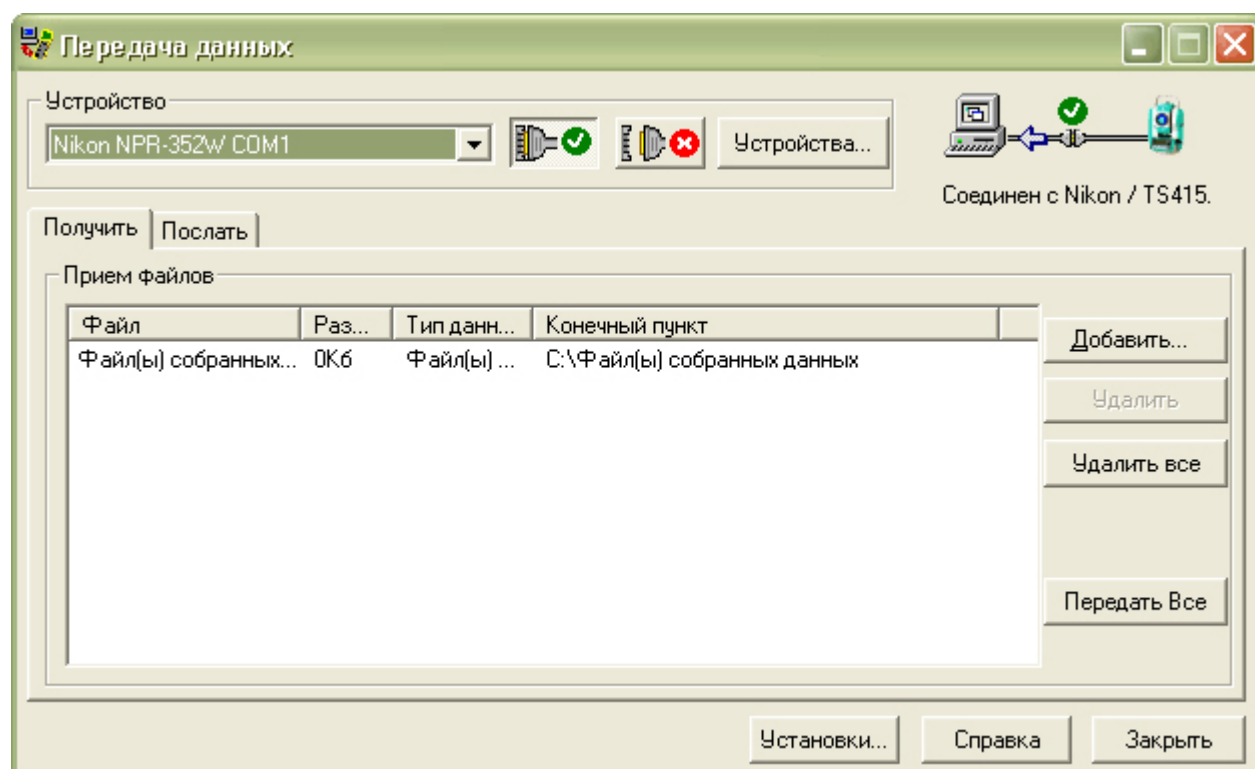 Передача данных
Устройство
Nikon NPR-352W COM1
Устройства...
Соединен с Nikon / TS415.
Получить Послать
Прием файлов
Файл Раз... Тип данн... Конечный пункт
Файл(ы) собранных... 0Кб Файл(ы) ... C:\Файл(ы) собранных данных
Добавить...
Удалить
Удалить все
Передать Все
Установки... Справка Закрыть